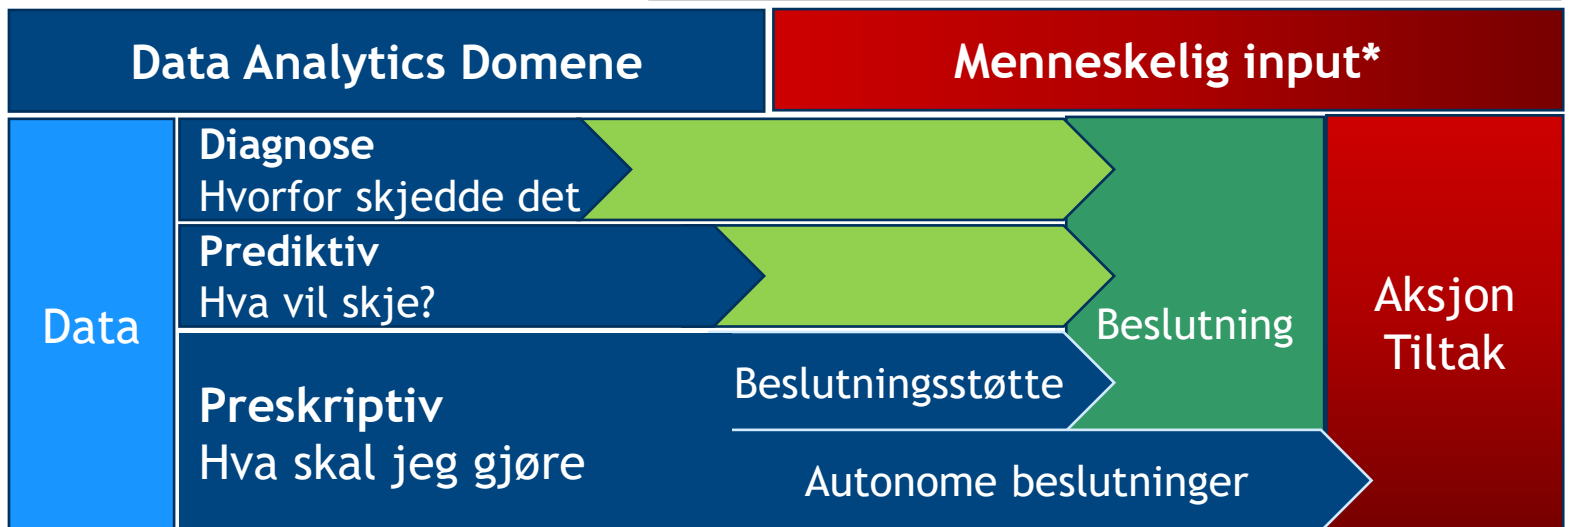 Data Analytics Domene
Menneskelig input*
Data
Diagnose
Hvorfor skjedde det
Prediktiv
Hva vil skje?
Preskriptiv
Hva skal jeg gjøre
Beslutningsstøtte
Autonome beslutninger
Beslutning
Aksjon
Tiltak